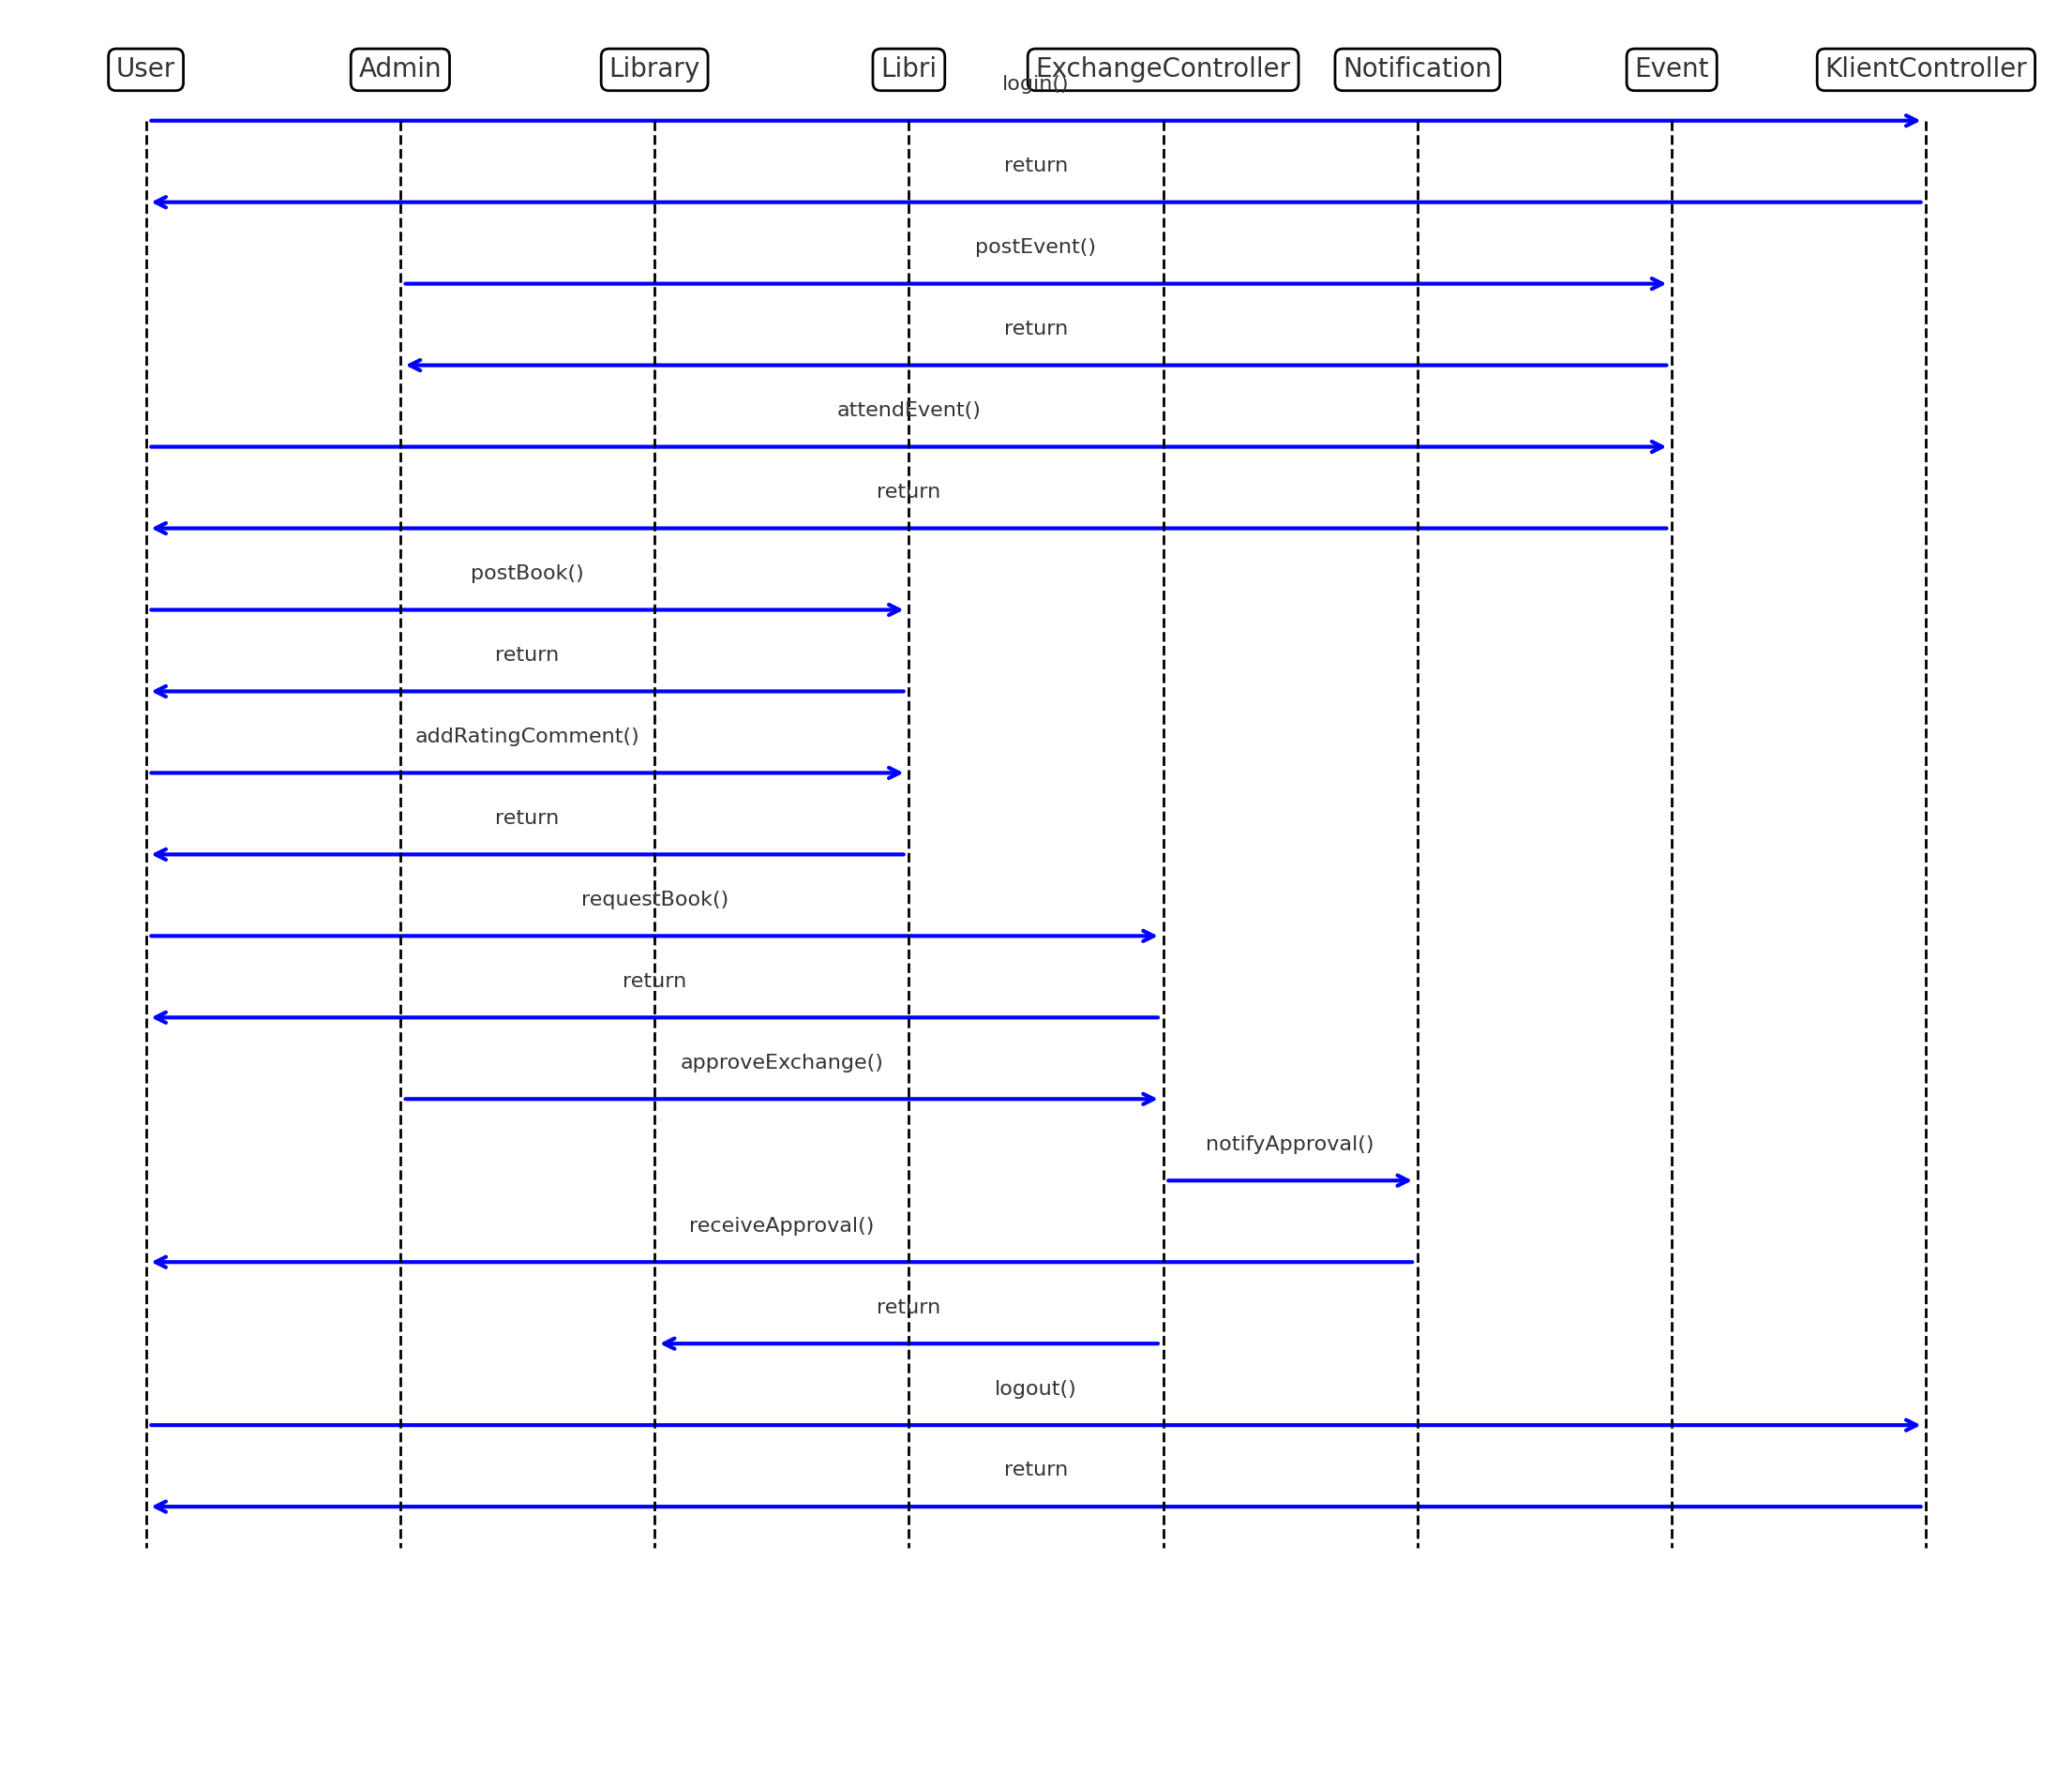 User
Admin
Library
Libri
ExchangeController
Notification
Event
KlientController
login()
return
postEvent()
return
attendEvent()
return
postBook()
return
addRatingComment()
return
requestBook()
return
approveExchange()
notifyApproval()
receiveApproval()
return
logout()
return